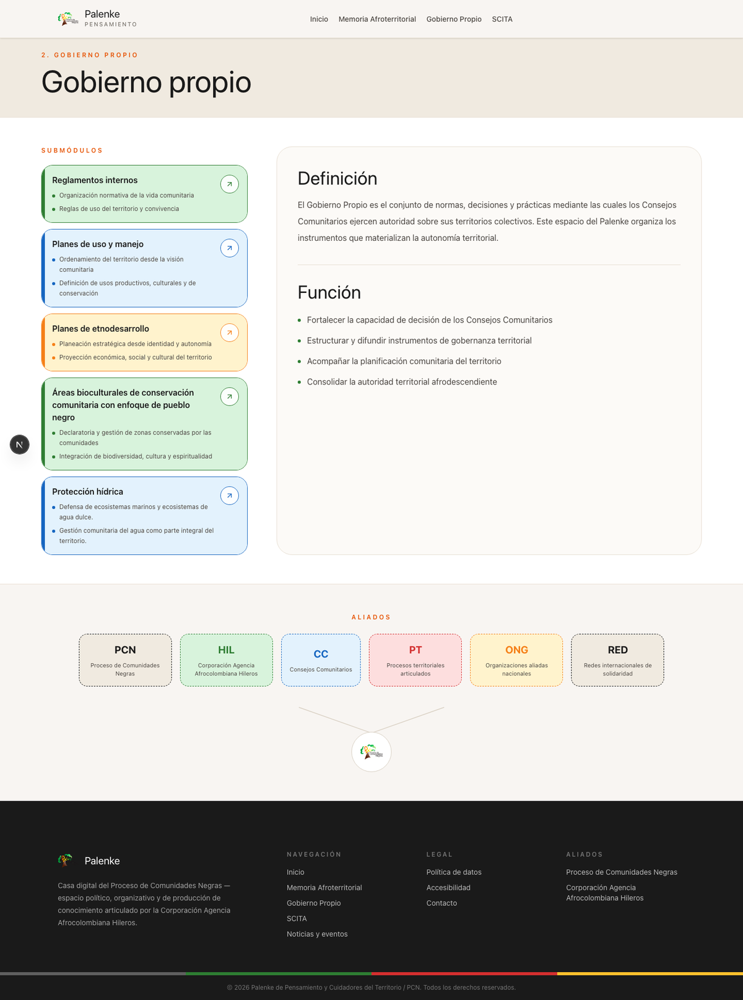 Palenke
PENSAMIENTO
Inicio
Memoria Afroterritorial
Gobierno Propio
SCITA
2. GOBIERNO PROPIO
Gobierno propio
SUBMÓDULOS
Reglamentos internos
Organización normativa de la vida comunitaria
Reglas de uso del territorio y convivencia
Planes de uso y manejo
Ordenamiento del territorio desde la visión
comunitaria
Definición de usos productivos, culturales y de
conservación
Planes de etnodesarrollo
Planeación estratégica desde identidad y autonomía
Proyección económica, social y cultural del territorio
Áreas bioculturales de conservación
comunitaria con enfoque de pueblo
negro
Declaratoria y gestión de zonas conservadas por las
comunidades
Integración de biodiversidad, cultura y espiritualidad
Protección hídrica
Defensa de ecosistemas marinos y ecosistemas de
agua dulce.
Gestión comunitaria del agua como parte integral del
territorio.
Definición
El Gobierno Propio es el conjunto de normas, decisiones y prácticas mediante las cuales los Consejos
Comunitarios ejercen autoridad sobre sus territorios colectivos. Este espacio del Palenke organiza los
instrumentos que materializan la autonomía territorial.
Función
Fortalecer la capacidad de decisión de los Consejos Comunitarios
Estructurar y difundir instrumentos de gobernanza territorial
Acompañar la planificación comunitaria del territorio
Consolidar la autoridad territorial afrodescendiente
N
ALIADOS
PCN
Proceso de Comunidades
Negras
HIL
Corporación Agencia
Afrocolombiana Hileros
CC
Consejos Comunitarios
PT
Procesos territoriales
articulados
ONG
Organizaciones aliadas
nacionales
RED
Redes internacionales de
solidaridad
Palenke
Casa digital del Proceso de Comunidades Negras —
espacio político, organizativo y de producción de
conocimiento articulado por la Corporación Agencia
Afrocolombiana Hileros.
NAVEGACIÓN
Inicio
Memoria Afroterritorial
Gobierno Propio
SCITA
Noticias y eventos
LEGAL
Política de datos
Accesibilidad
Contacto
ALIADOS
Proceso de Comunidades Negras
Corporación Agencia
Afrocolombiana Hileros
© 2026 Palenke de Pensamiento y Cuidadores del Territorio / PCN. Todos los derechos reservados.